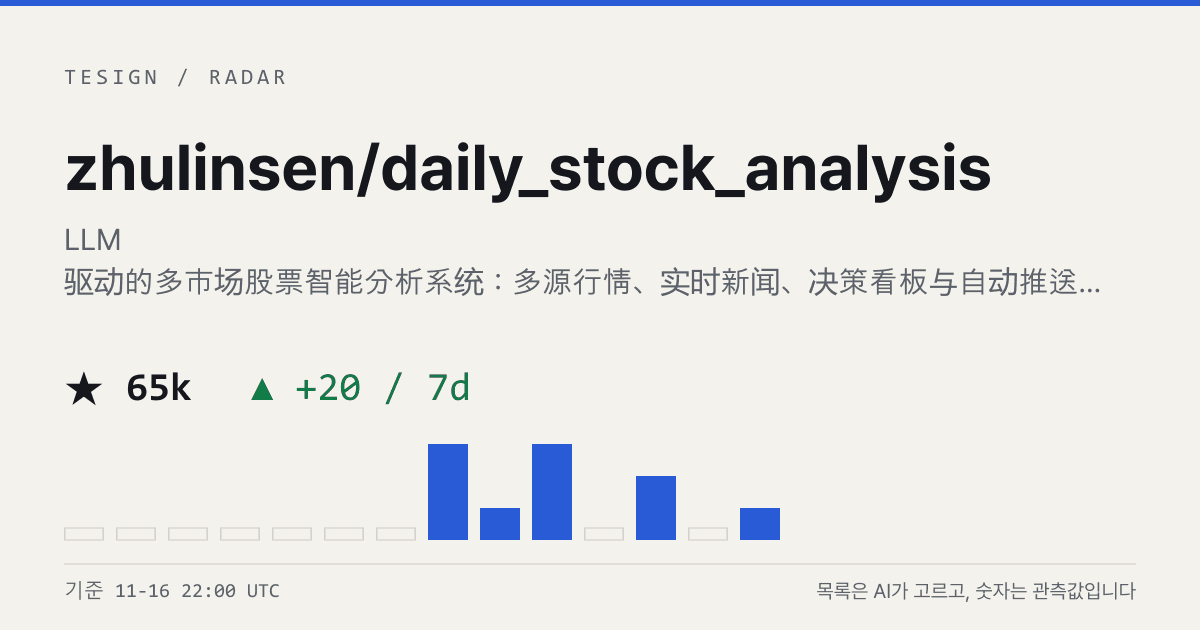 TESIGN / RADAR
zhulinsen/daily_stock_analysis
LLM
驱动的多市场股票智能分析系统：多源行情、实时新闻、决策看板与自动推送…
★ 65k ▲ +20 / 7d
기준 11-16 22:00 UTC
목록은 AI가 고르고, 숫자는 관측값입니다